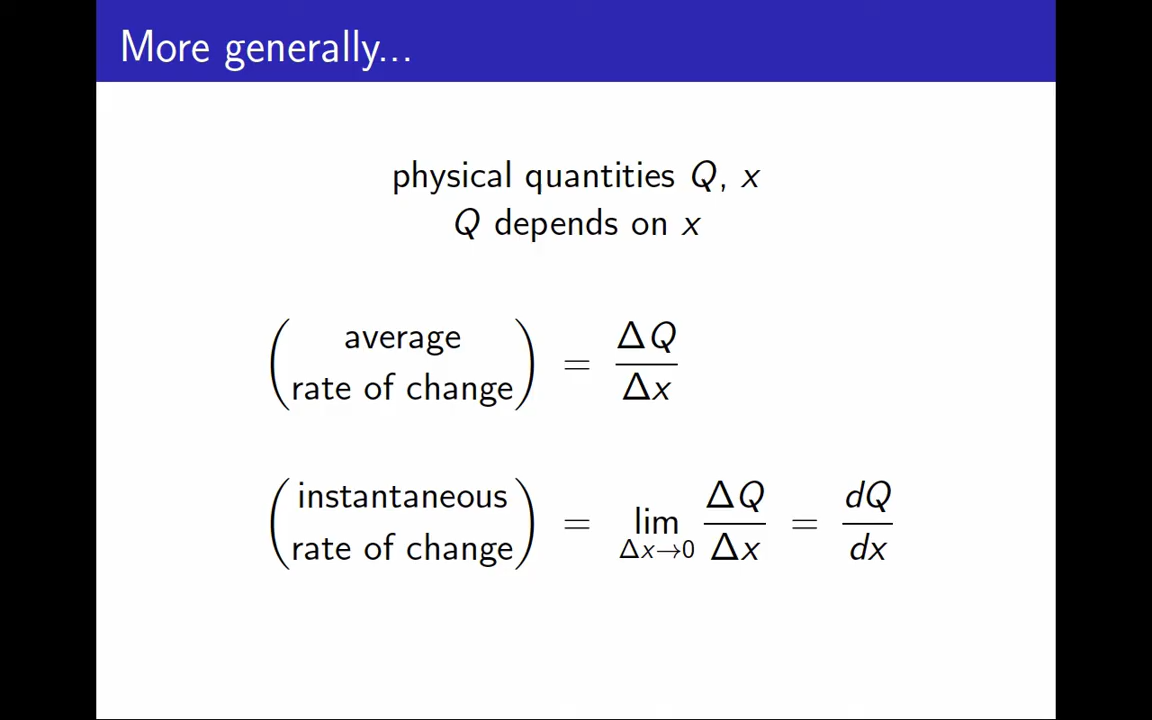 More generally...
physical quantities Q, x
Q depends on x
(average rate of change) = ΔQ/Δx
(instantaneous rate of change) = lim Δx→0 ΔQ/Δx = dQ/dx